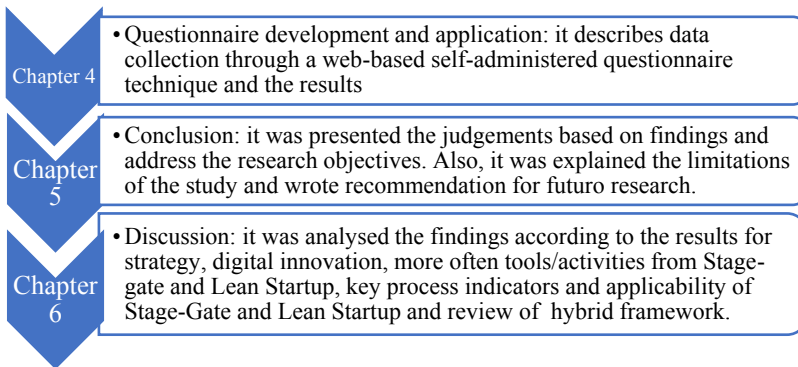 Chapter 4
• Questionnaire development and application: it describes data
collection through a web-based self-administered questionnaire
technique and the results
Chapter
5
• Conclusion: it was presented the judgements based on findings and
address the research objectives. Also, it was explained the limitations
of the study and wrote recommendation for futuro research.
Chapter
6
• Discussion: it was analysed the findings according to the results for
strategy, digital innovation, more often tools/activities from Stage-
gate and Lean Startup, key process indicators and applicability of
Stage-Gate and Lean Startup and review of hybrid framework.